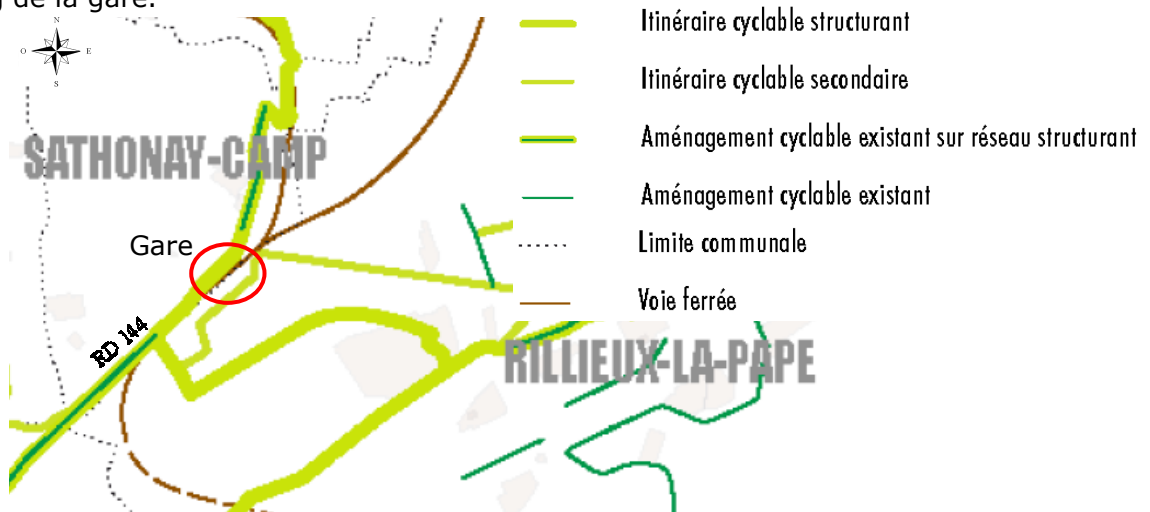 de la gare.
N
O E
S
SATHONAY-CAMP
Gare
RD 144
RILLIEUX-LA-PAPE
Itinéraire cyclable structurant
Itinéraire cyclable secondaire
Aménagement cyclable existant sur réseau structurant
Aménagement cyclable existant
Limite communale
Voie ferrée